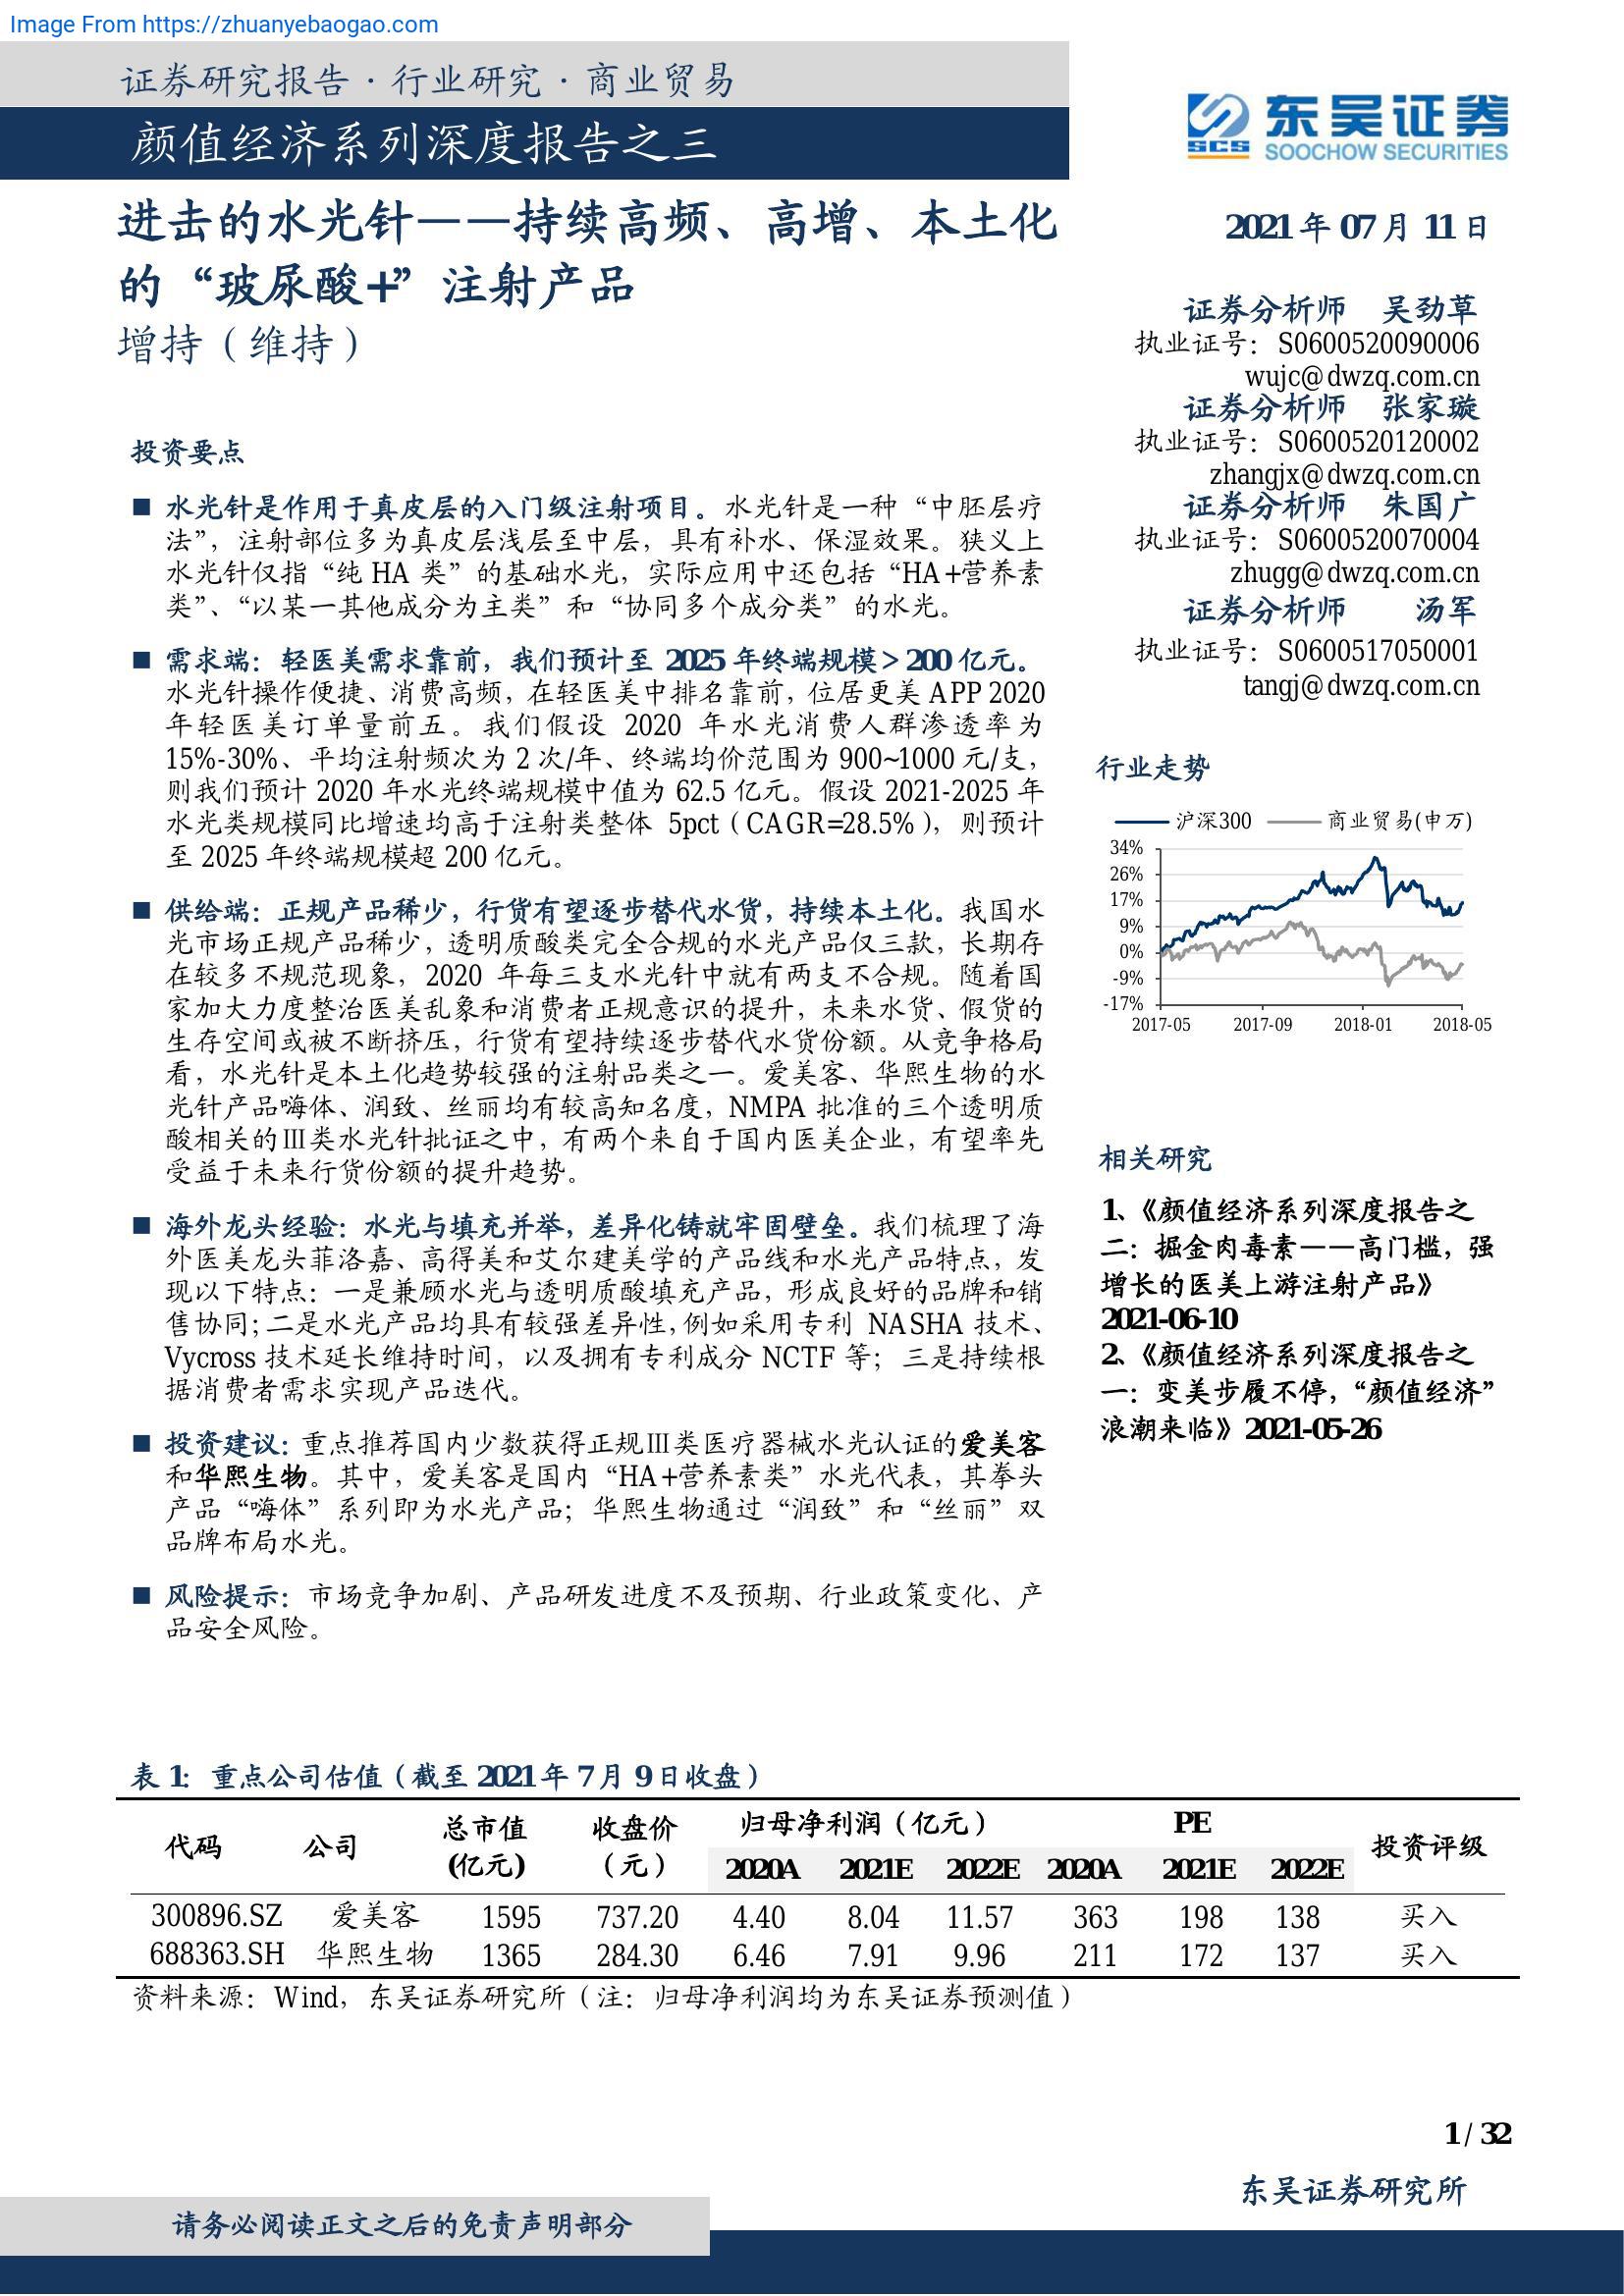 Image From https://zhuanyebaogao.com
证券研究报告·行业研究·商业贸易
颜值经济系列深度报告之三
东吴证券
SCS
SOOCHOW SECURITIES
进击的水光针——持续高频、高增、本土化
的“玻尿酸+”注射产品
增持（维持）
2021 年 07 月 11 日
证券分析师 吴劲草
执业证号：S0600520090006
wujc@dwzq.com.cn
证券分析师 张家璇
执业证号：S0600520120002
zhangjx@dwzq.com.cn
证券分析师 朱国广
执业证号：S0600520070004
zhugg@dwzq.com.cn
证券分析师 汤军
执业证号：S0600517050001
tangj@dwzq.com.cn
投资要点
■ 水光针是作用于真皮层的入门级注射项目。水光针是一种“中胚层疗
法”，注射部位多为真皮层浅层至中层，具有补水、保湿效果。狭义上
水光针仅指“纯 HA 类”的基础水光，实际应用中还包括“HA+营养素
类”、“以某一其他成分为主类”和“协同多个成分类”的水光。
■ 需求端：轻医美需求靠前，我们预计至 2025 年终端规模＞200 亿元。
水光针操作便捷、消费高频，在轻医美中排名靠前，位居更美 APP 2020
年轻医美订单量前五。我们假设 2020 年水光消费人群渗透率为
15%-30%、平均注射频次为 2 次/年、终端均价范围为 900~1000 元/支，
则我们预计 2020 年水光终端规模中值为 62.5 亿元。假设 2021-2025 年
水光类规模同比增速均高于注射类整体 5pct（CAGR=28.5%），则预计
至 2025 年终端规模超 200 亿元。
■ 供给端：正规产品稀少，行货有望逐步替代水货，持续本土化。我国水
光市场正规产品稀少，透明质酸类完全合规的水光产品仅三款，长期存
在较多不规范现象，2020 年每三支水光针中就有两支不合规。随着国
家加大力度整治医美乱象和消费者正规意识的提升，未来水货、假货的
生存空间或被不断挤压，行货有望持续逐步替代水货份额。从竞争格局
看，水光针是本土化趋势较强的注射品类之一。爱美客、华熙生物的水
光针产品嗨体、润致、丝丽均有较高知名度，NMPA 批准的三个透明质
酸相关的Ⅲ类水光针批证之中，有两个来自于国内医美企业，有望率先
受益于未来行货份额的提升趋势。
■ 海外龙头经验：水光与填充并举，差异化铸就牢固壁垒。我们梳理了海
外医美龙头菲洛嘉、高得美和艾尔建美学的产品线和水光产品特点，发
现以下特点：一是兼顾水光与透明质酸填充产品，形成良好的品牌和销
售协同；二是水光产品均具有较强差异性，例如采用专利 NASHA 技术、
Vycross 技术延长维持时间，以及拥有专利成分 NCTF 等；三是持续根
据消费者需求实现产品迭代。
■ 投资建议：重点推荐国内少数获得正规Ⅲ类医疗器械水光认证的爱美客
和华熙生物。其中，爱美客是国内“HA+营养素类”水光代表，其拳头
产品“嗨体”系列即为水光产品；华熙生物通过“润致”和“丝丽”双
品牌布局水光。
■ 风险提示：市场竞争加剧、产品研发进度不及预期、行业政策变化、产
品安全风险。
行业走势
沪深300 商业贸易(申万)
34%
26%
17%
9%
0%
-9%
-17%
2017-05 2017-09 2018-01 2018-05
相关研究
1、《颜值经济系列深度报告之
二：掘金肉毒素——高门槛，强
增长的医美上游注射产品》
2021-06-10
2、《颜值经济系列深度报告之
一：变美步履不停，“颜值经济”
浪潮来临》2021-05-26
表 1：重点公司估值（截至 2021 年 7 月 9 日收盘）
代码 公司 总市值(亿元) 收盘价（元） 归母净利润（亿元） PE 投资评级
2020A 2021E 2022E 2020A 2021E 2022E
300896.SZ 爱美客 1595 737.20 4.40 8.04 11.57 363 198 138 买入
688363.SH 华熙生物 1365 284.30 6.46 7.91 9.96 211 172 137 买入
资料来源：Wind，东吴证券研究所（注：归母净利润均为东吴证券预测值）
1 / 32
东吴证券研究所
请务必阅读正文之后的免责声明部分